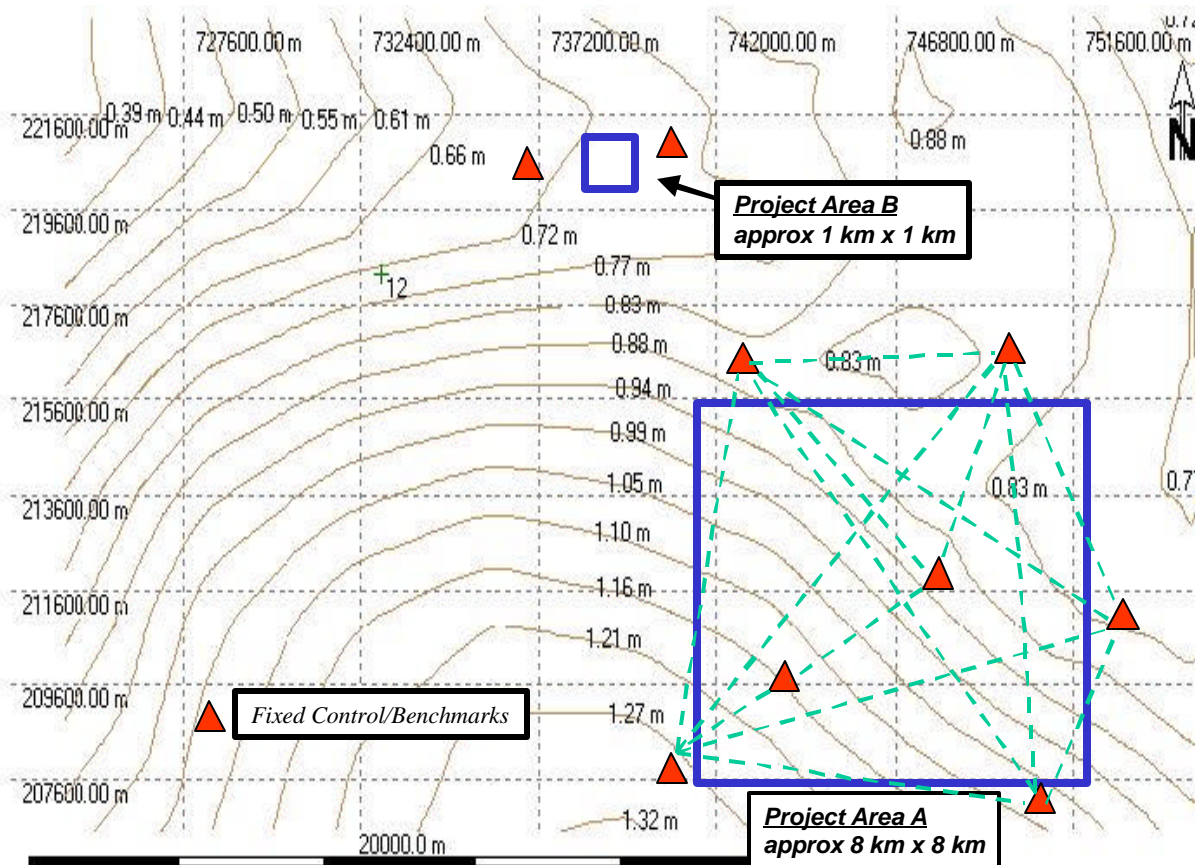 727600.00 m
732400.00 m
737200.00 m
742000.00 m
746800.00 m
751600.00 m
N
221600.00 m
0.39 m
0.44 m
0.50 m
0.55 m
0.61 m
0.66 m
0.88 m
Project Area B
approx 1 km x 1 km
219600.00 m
0.72 m
0.77 m
12
217600.00 m
0.83 m
0.88 m
0.83 m
0.94 m
215600.00 m
0.99 m
1.05 m
0.83 m
213600.00 m
1.10 m
1.16 m
211600.00 m
1.21 m
209600.00 m
Fixed Control/Benchmarks
1.27 m
207600.00 m
1.32 m
Project Area A
approx 8 km x 8 km
20000.0 m